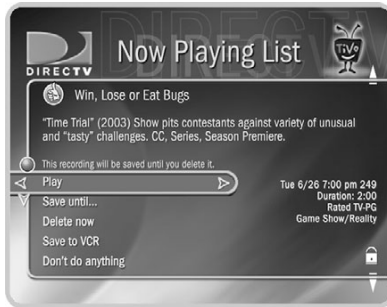 DIRECTV
Now Playing List
TiVo
DIRECTV
Win, Lose or Eat Bugs
“Time Trial” (2003) Show pits contestants against variety of unusual
and “tasty” challenges. CC, Series, Season Premiere.
This recording will be saved until you delete it.
Play
Save until...
Delete now
Save to VCR
Don't do anything
Tue 6/26 7:00 pm 249
Duration: 2:00
Rated TV-PG
Game Show/Reality